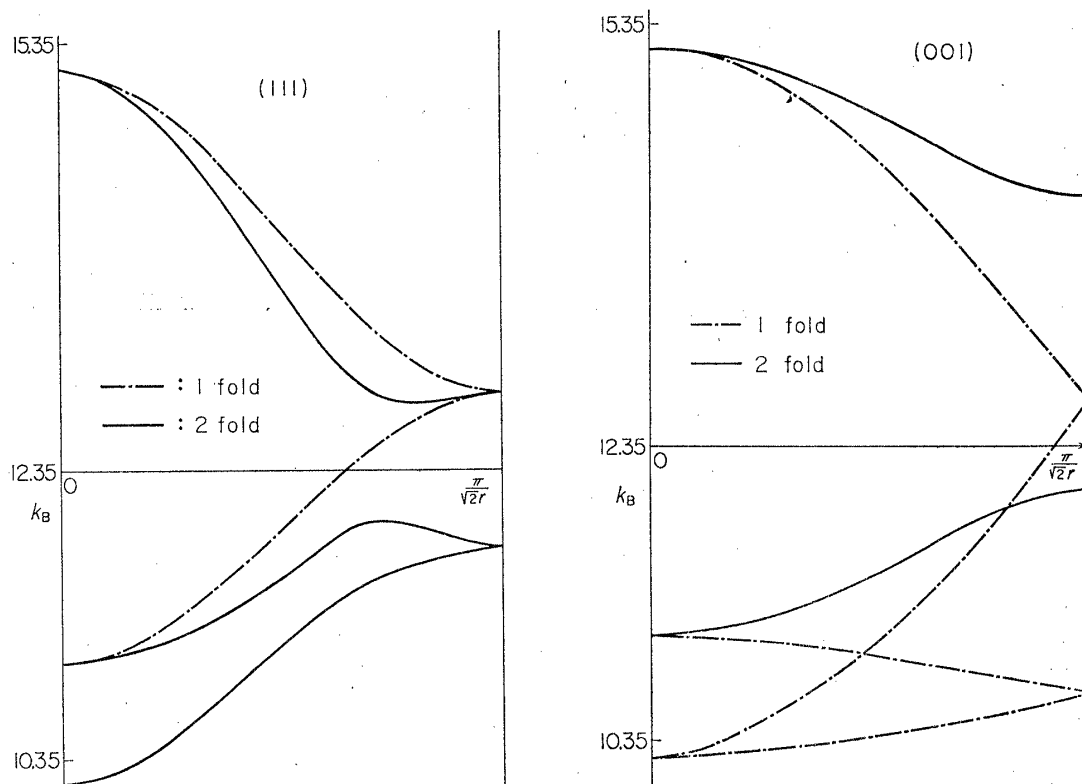 15.35
(111)
: 1 fold
: 2 fold
12.35
0
π/√2r
k_B
10.35
15.35
(001)
1 fold
2 fold
12.35
0
π/√2r
k_B
10.35